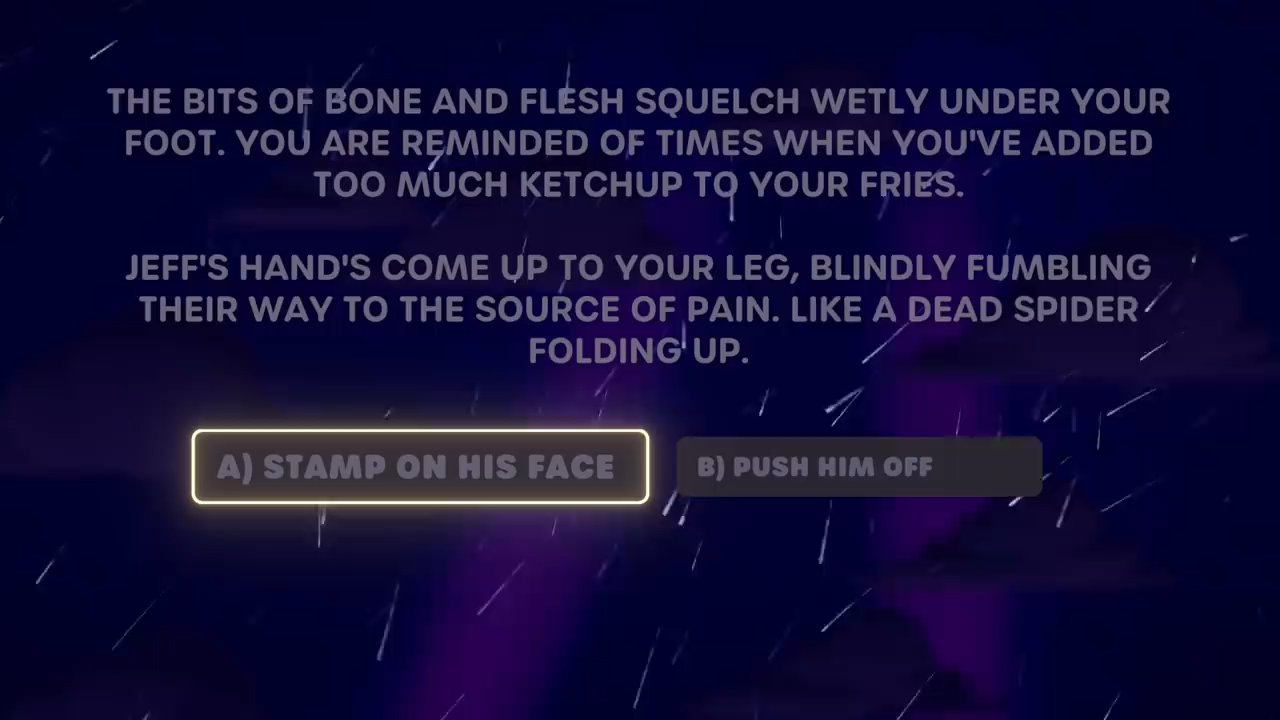 THE BITS OF BONE AND FLESH SQUELCH WETLY UNDER YOUR
FOOT. YOU ARE REMINDED OF TIMES WHEN YOU'VE ADDED
TOO MUCH KETCHUP TO YOUR FRIES.
JEFF'S HAND'S COME UP TO YOUR LEG, BLINDLY FUMBLING
THEIR WAY TO THE SOURCE OF PAIN. LIKE A DEAD SPIDER
FOLDING UP.
A) STAMP ON HIS FACE
B) PUSH HIM OFF